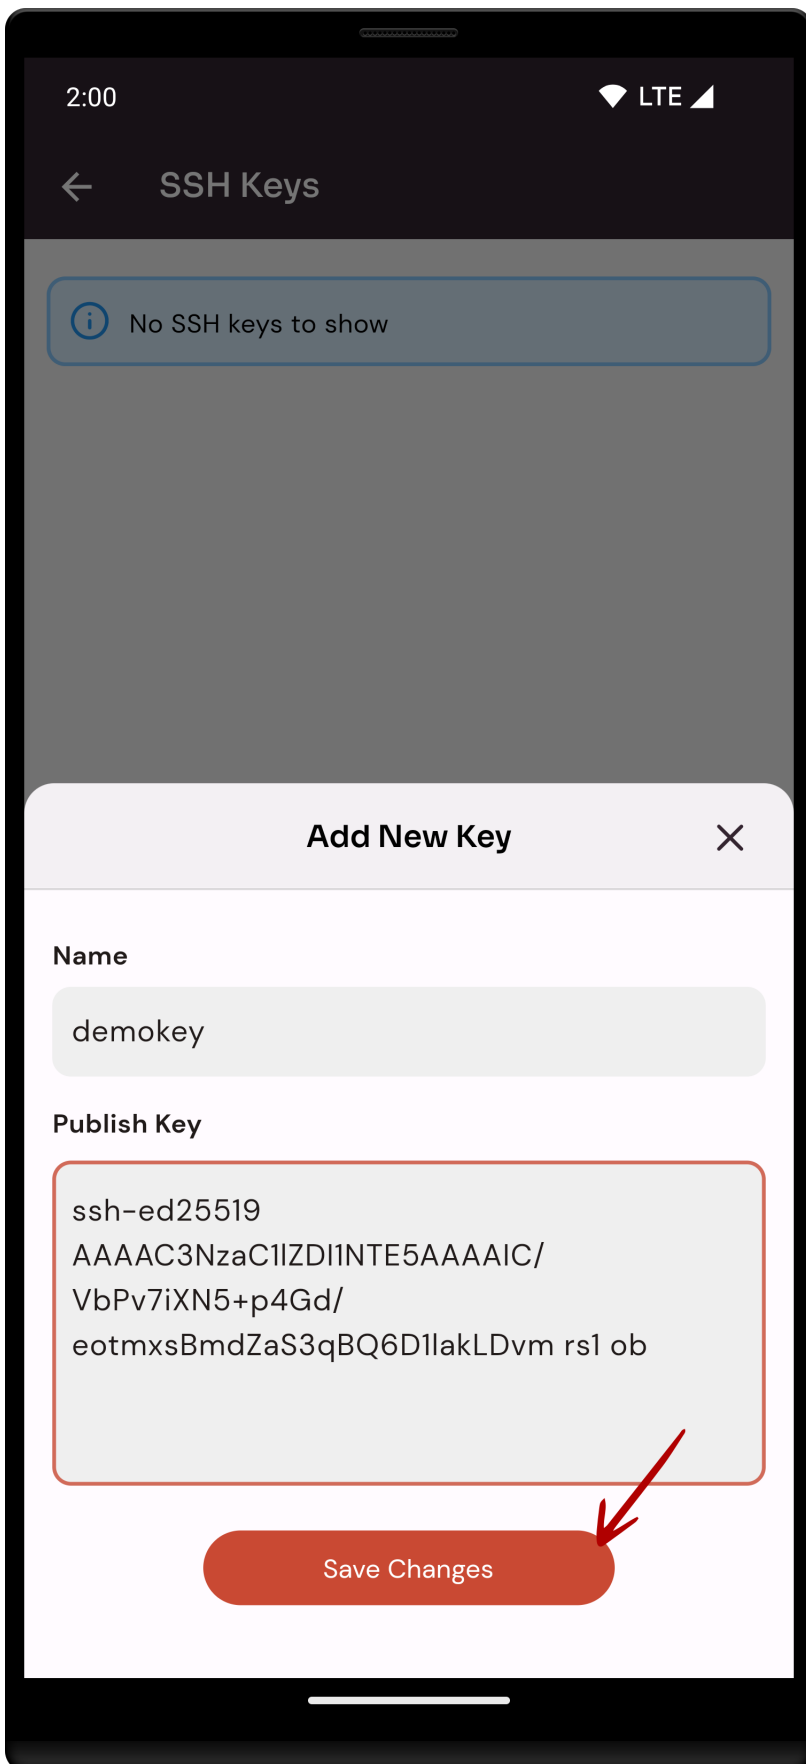 2:00 LTE
SSH Keys
No SSH keys to show
Add New Key
Name
demokey
Publish Key
ssh-ed25519
AAAAC3NzaC1lZDI1NTE5AAAAIC/
VbPv7iXN5+p4Gd/
eotmxsBmdZaS3qBQ6D1lakLDvm rs1 ob
Save Changes